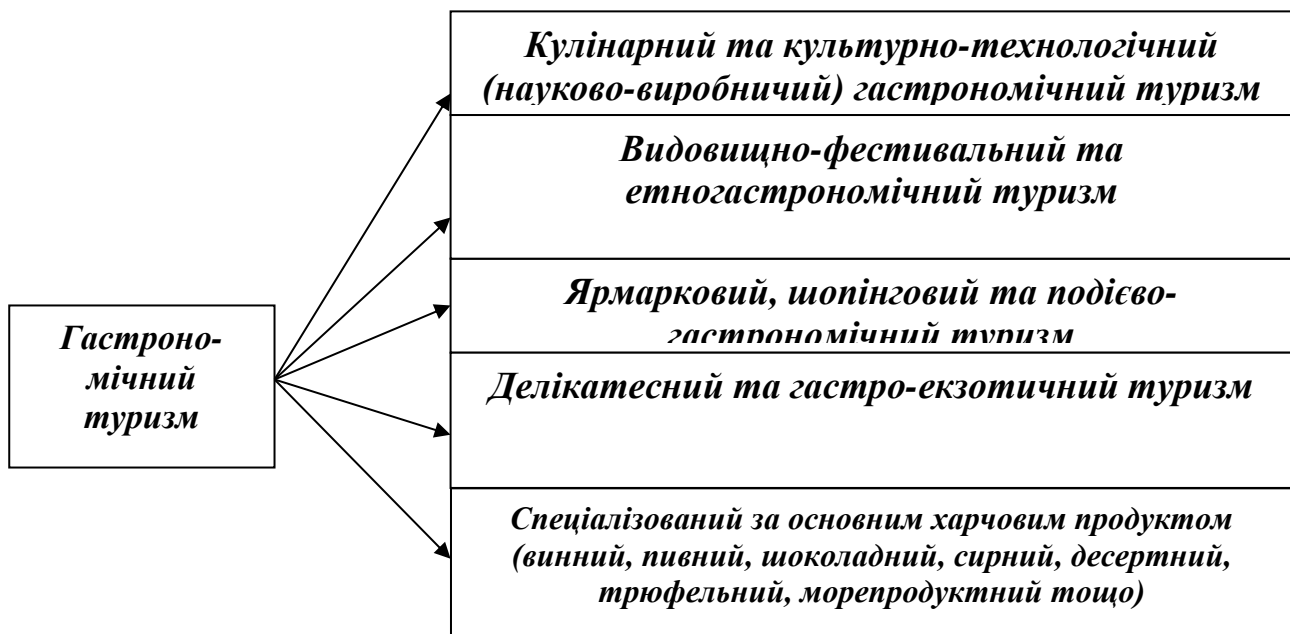 Кулінарний та культурно-технологічний
(науково-виробничий) гастрономічний туризм
Видовищно-фестивальний та
етногастрономічний туризм
Ярмарковий, шопінговий та подієво-
гастрономічний туризм
Гастроно-
мічний
туризм
Делікатесний та гастро-екзотичний туризм
Спеціалізований за основним харчовим продуктом
(винний, пивний, шоколадний, сирний, десертний,
трюфельний, морепродуктний тощо)